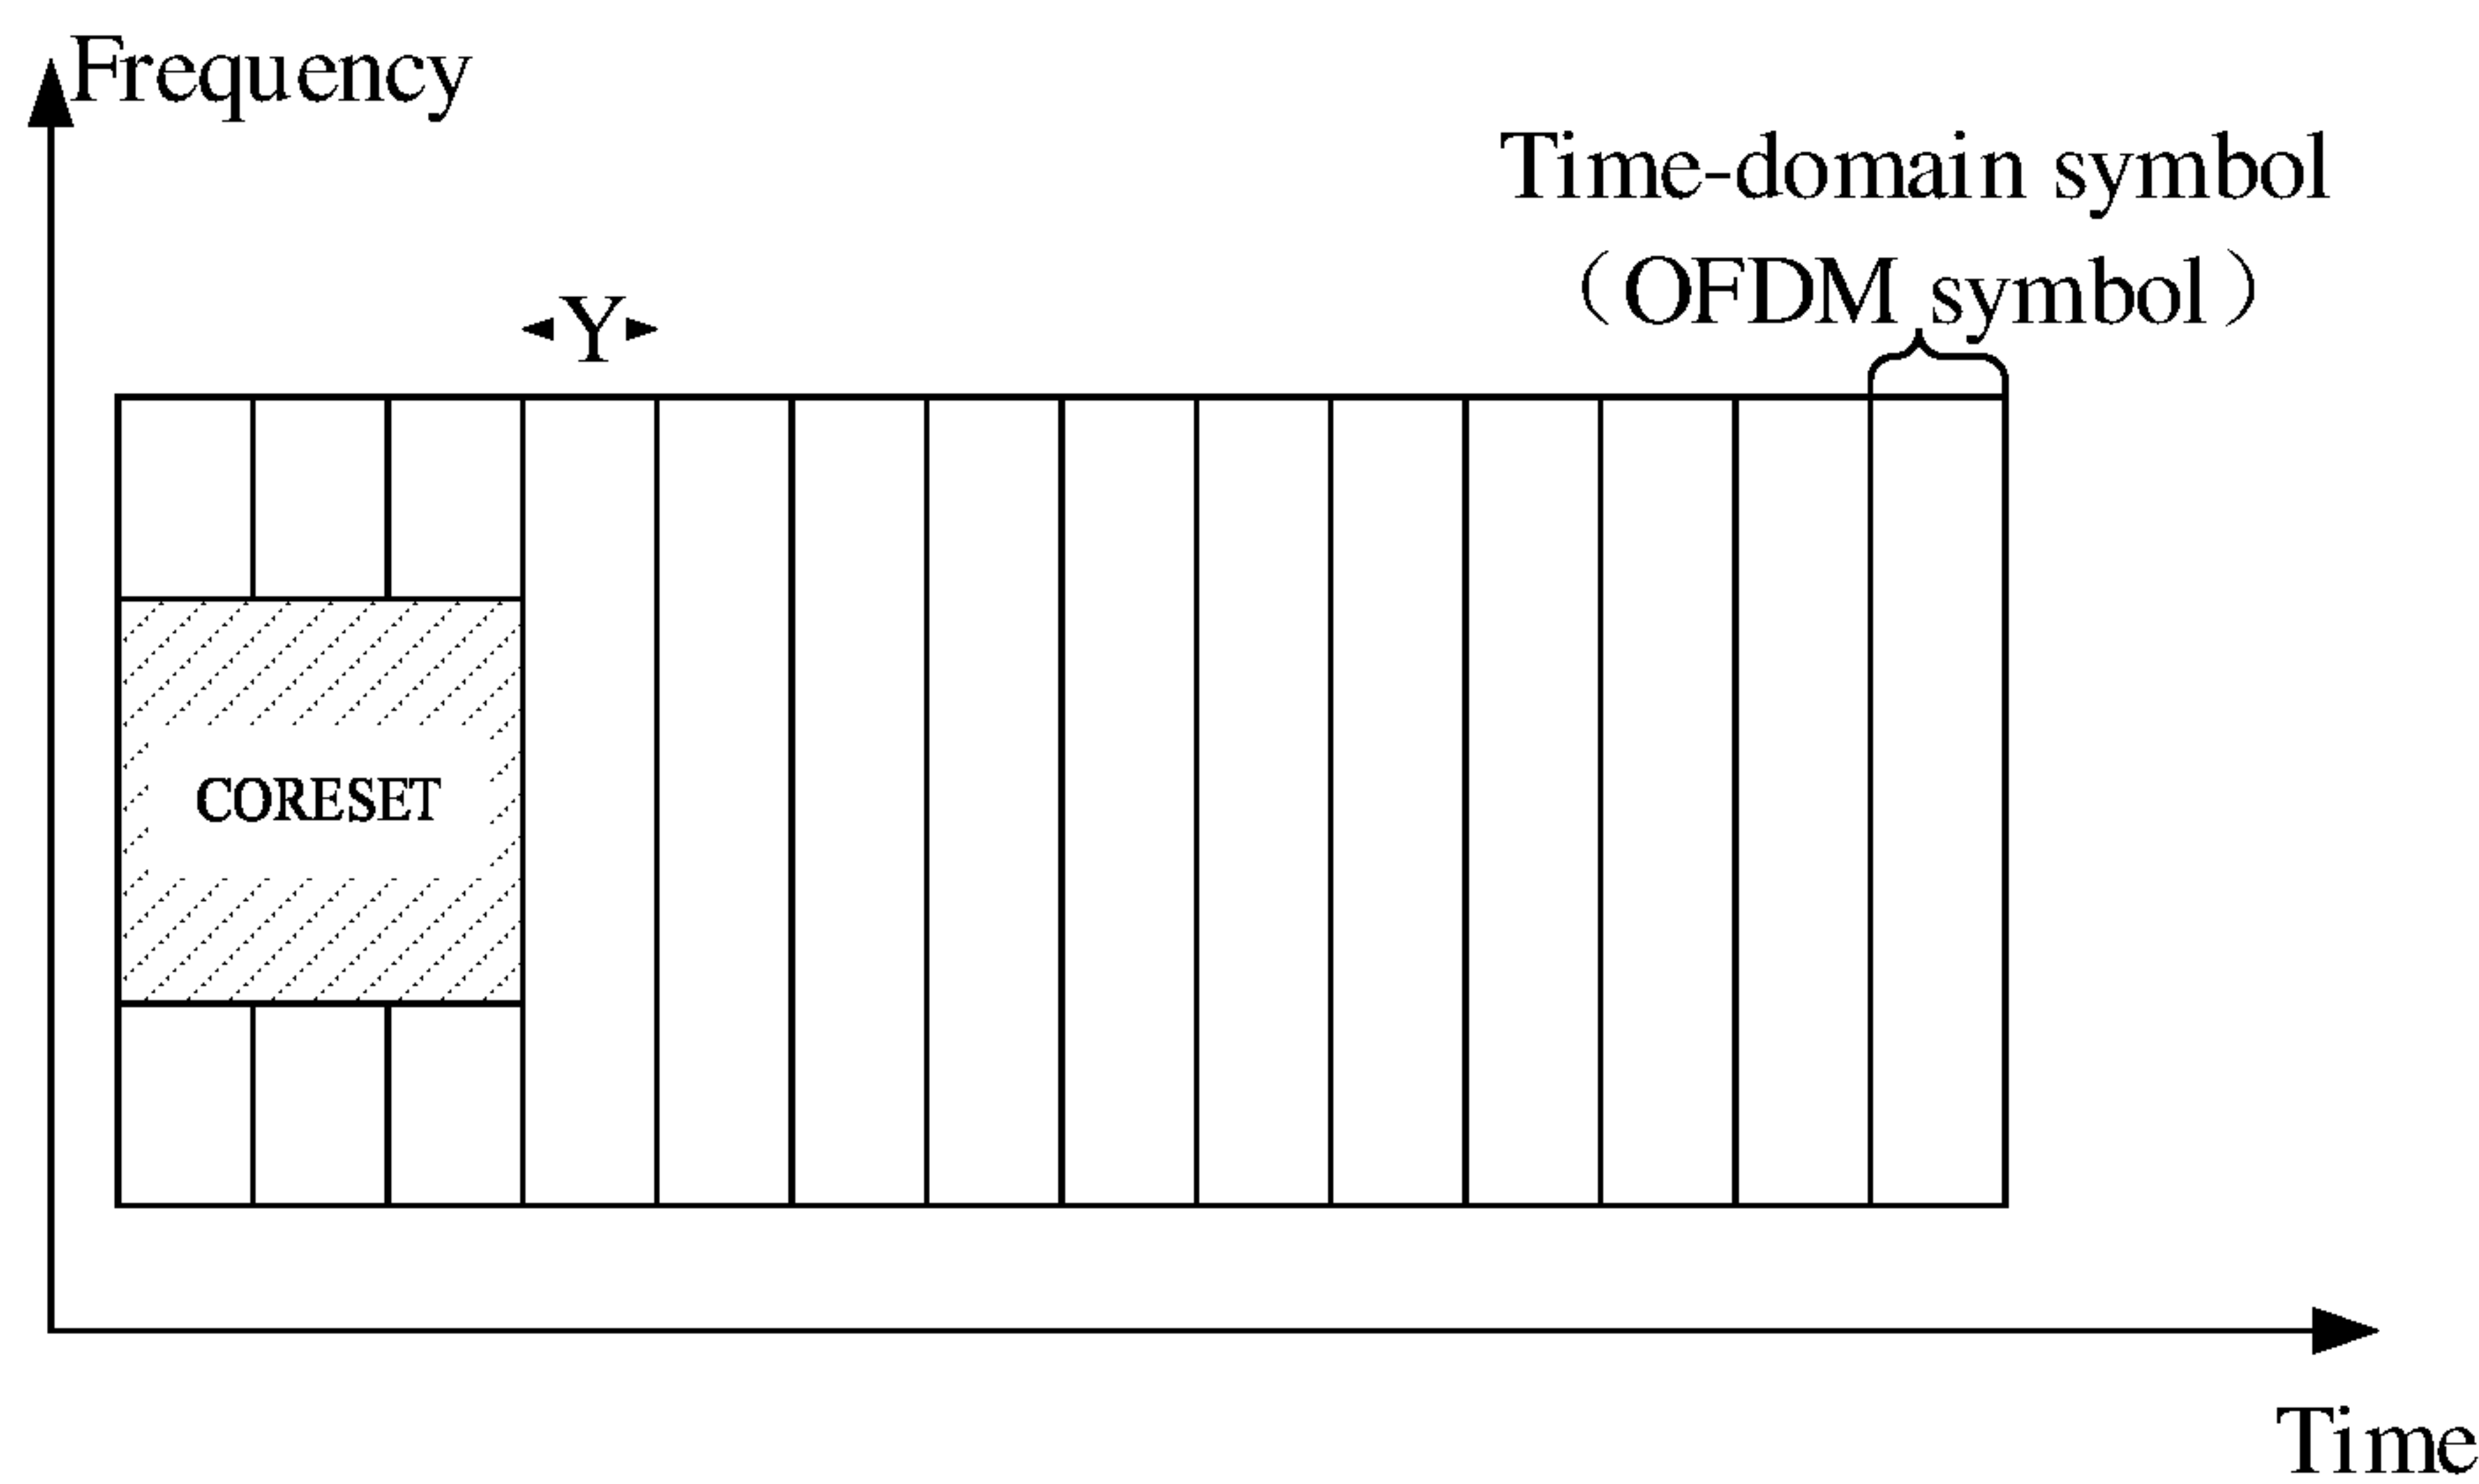 Frequency
Time-domain symbol
（OFDM symbol）
Y
CORESET
Time